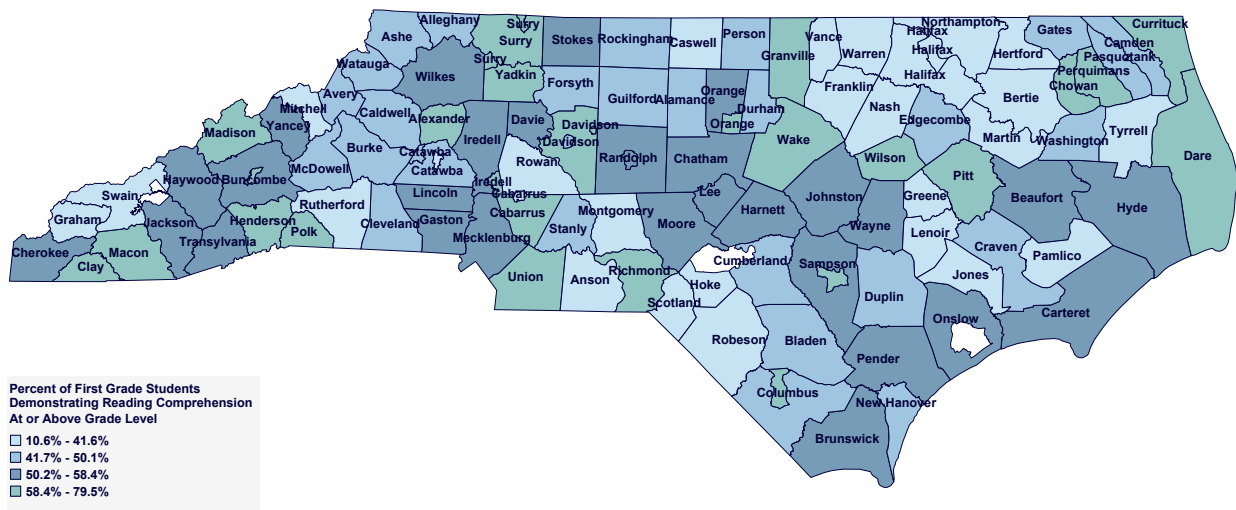 Alleghany
Surry
Currituck
Ashe
Surry
Stokes
Rockingham
Caswell
Person
Vance
Northampton
Halifax
Gates
Camden
Watauga
Surry
Granville
Warren
Halifax
Hertford
Pasquotank
Wilkes
Yadkin
Forsyth
Orange
Franklin
Halifax
Perquimans
Chowan
Avery
Mitchell
Caldwell
Alexander
Guilford
Alamance
Durham
Nash
Bertie
Madison
Yancey
Davie
Davidson
Orange
Edgecombe
Iredell
Davidson
Wake
Martin
Washington
Tyrrell
Burke
Catawba
Rowan
Randolph
Chatham
Wilson
Dare
McDowell
Catawba
Haywood
Buncombe
Iredell
Pitt
Swain
Lincoln
Cabarrus
Lee
Johnston
Greene
Beaufort
Hyde
Graham
Jackson
Henderson
Rutherford
Cleveland
Gaston
Cabarrus
Montgomery
Stanly
Moore
Harnett
Wayne
Polk
Transylvania
Mecklenburg
Lenoir
Craven
Cherokee
Macon
Clay
Union
Anson
Richmond
Cumberland
Sampson
Pamlico
Jones
Hoke
Scotland
Duplin
Onslow
Carteret
Robeson
Bladen
Pender
Columbus
New Hanover
Brunswick
Percent of First Grade Students
Demonstrating Reading Comprehension
At or Above Grade Level
10.6% - 41.6%
41.7% - 50.1%
50.2% - 58.4%
58.4% - 79.5%